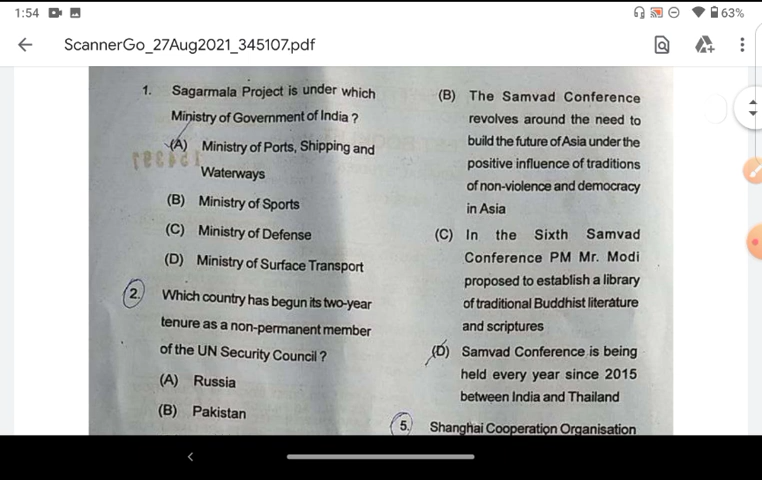 1:54
63%
ScannerGo_27Aug2021_345107.pdf
1. Sagarmala Project is under which
Ministry of Government of India ?
(A) Ministry of Ports, Shipping and
Waterways
(B) Ministry of Sports
(C) Ministry of Defense
(D) Ministry of Surface Transport
2. Which country has begun its two-year
tenure as a non-permanent member
of the UN Security Council ?
(A) Russia
(B) Pakistan
(B) The Samvad Conference
revolves around the need to
build the future of Asia under the
positive influence of traditions
of non-violence and democracy
in Asia
(C) In the Sixth Samvad
Conference PM Mr. Modi
proposed to establish a library
of traditional Buddhist literature
and scriptures
(D) Samvad Conference is being
held every year since 2015
between India and Thailand
5. Shanghai Cooperation Organisation